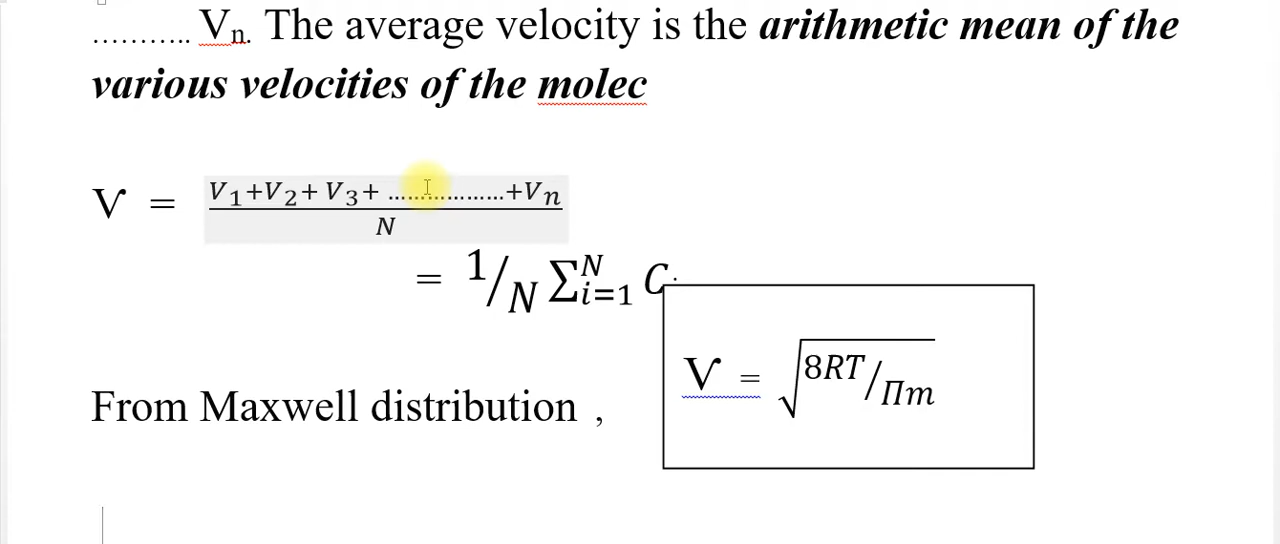 ……….. Vn. The average velocity is the arithmetic mean of the
various velocities of the molec
V = V1+V2+ V3+ ………………+Vn / N
= 1/N ∑_{i=1}^{N} C
V = √8RT/Πm
From Maxwell distribution ,